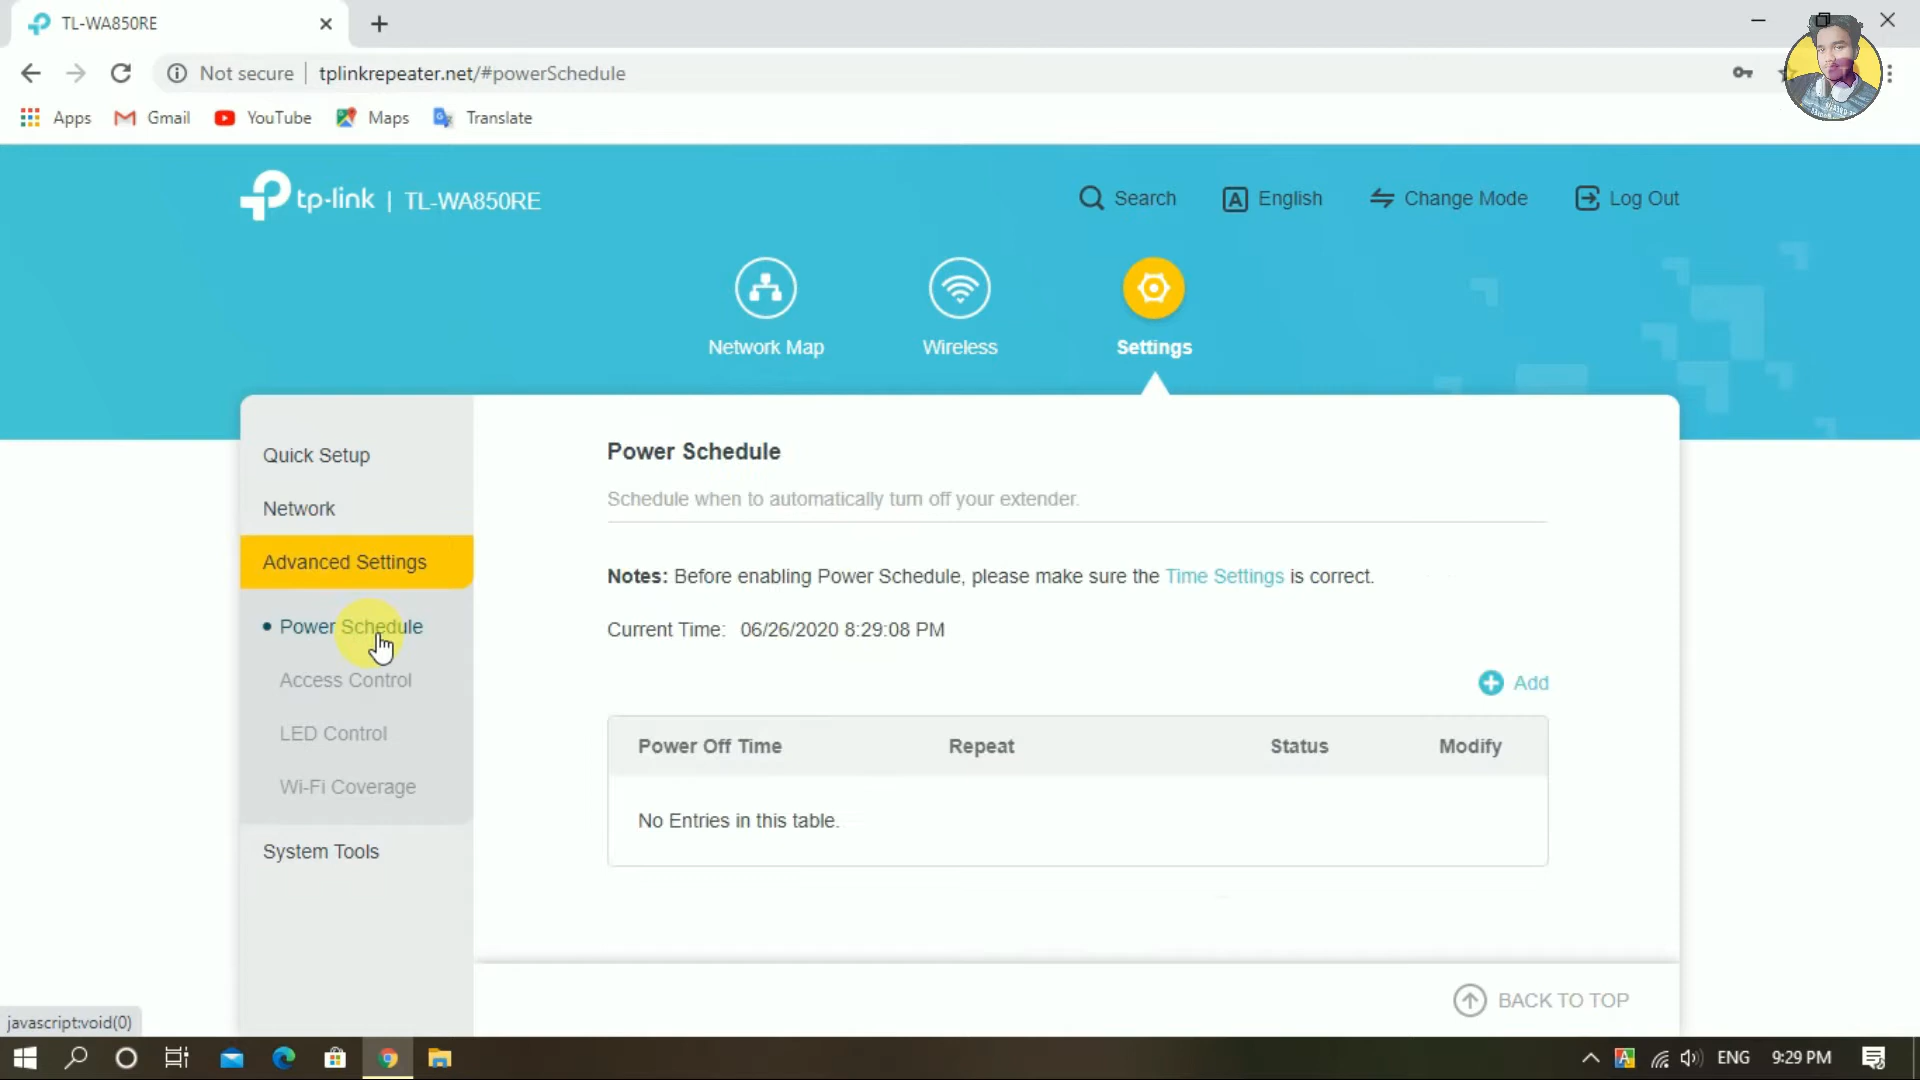 TL-WA850RE
Not secure | tplinkrepeater.net/#powerSchedule
Apps Gmail YouTube Maps Translate
tp-link | TL-WA850RE
Search English Change Mode Log Out
Network Map Wireless Settings
Quick Setup
Network
Advanced Settings
Power Schedule
Access Control
LED Control
Wi-Fi Coverage
System Tools
Power Schedule
Schedule when to automatically turn off your extender.
Notes: Before enabling Power Schedule, please make sure the Time Settings is correct.
Current Time: 06/26/2020 8:29:08 PM
Add
Power Off Time Repeat Status Modify
No Entries in this table.
BACK TO TOP
javascript:void(0)
ENG 9:29 PM